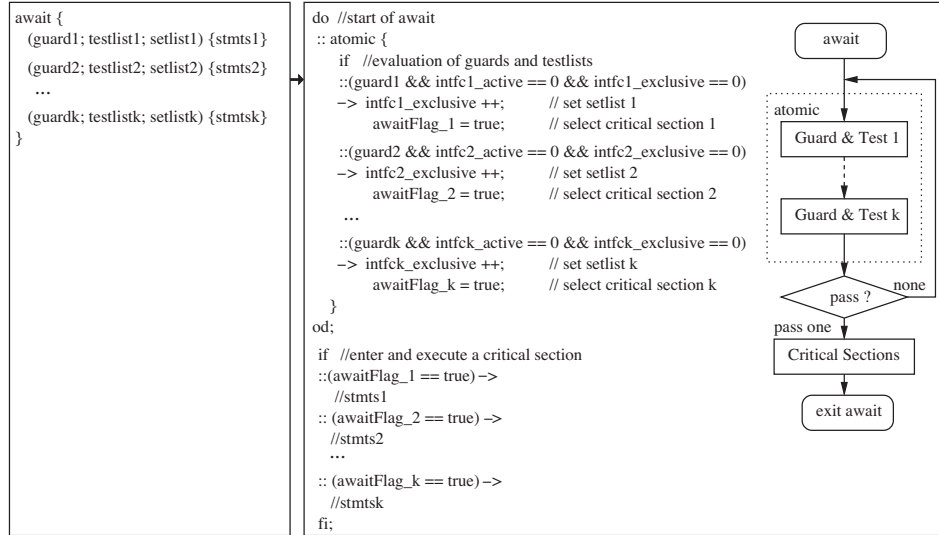 await {
(guard1; testlist1; setlist1) {stmts1}
(guard2; testlist2; setlist2) {stmts2}
...
(guardk; testlistk; setlistk) {stmtsk}
}
do //start of await
:: atomic {
if //evaluation of guards and testlists
::(guard1 && intfc1_active == 0 && intfc1_exclusive == 0)
−> intfc1_exclusive ++; // set setlist 1
awaitFlag_1 = true; // select critical section 1
::(guard2 && intfc2_active == 0 && intfc2_exclusive == 0)
−> intfc2_exclusive ++; // set setlist 2
awaitFlag_2 = true; // select critical section 2
...
::(guardk && intfck_active == 0 && intfck_exclusive == 0)
−> intfck_exclusive ++; // set setlist k
awaitFlag_k = true; // select critical section k
}
od;
if //enter and execute a critical section
::(awaitFlag_1 == true) −>
//stmts1
:: (awaitFlag_2 == true) −>
//stmts2
...
:: (awaitFlag_k == true) −>
//stmtsk
fi;
await
atomic
Guard & Test 1
Guard & Test k
pass ?
none
pass one
Critical Sections
exit await